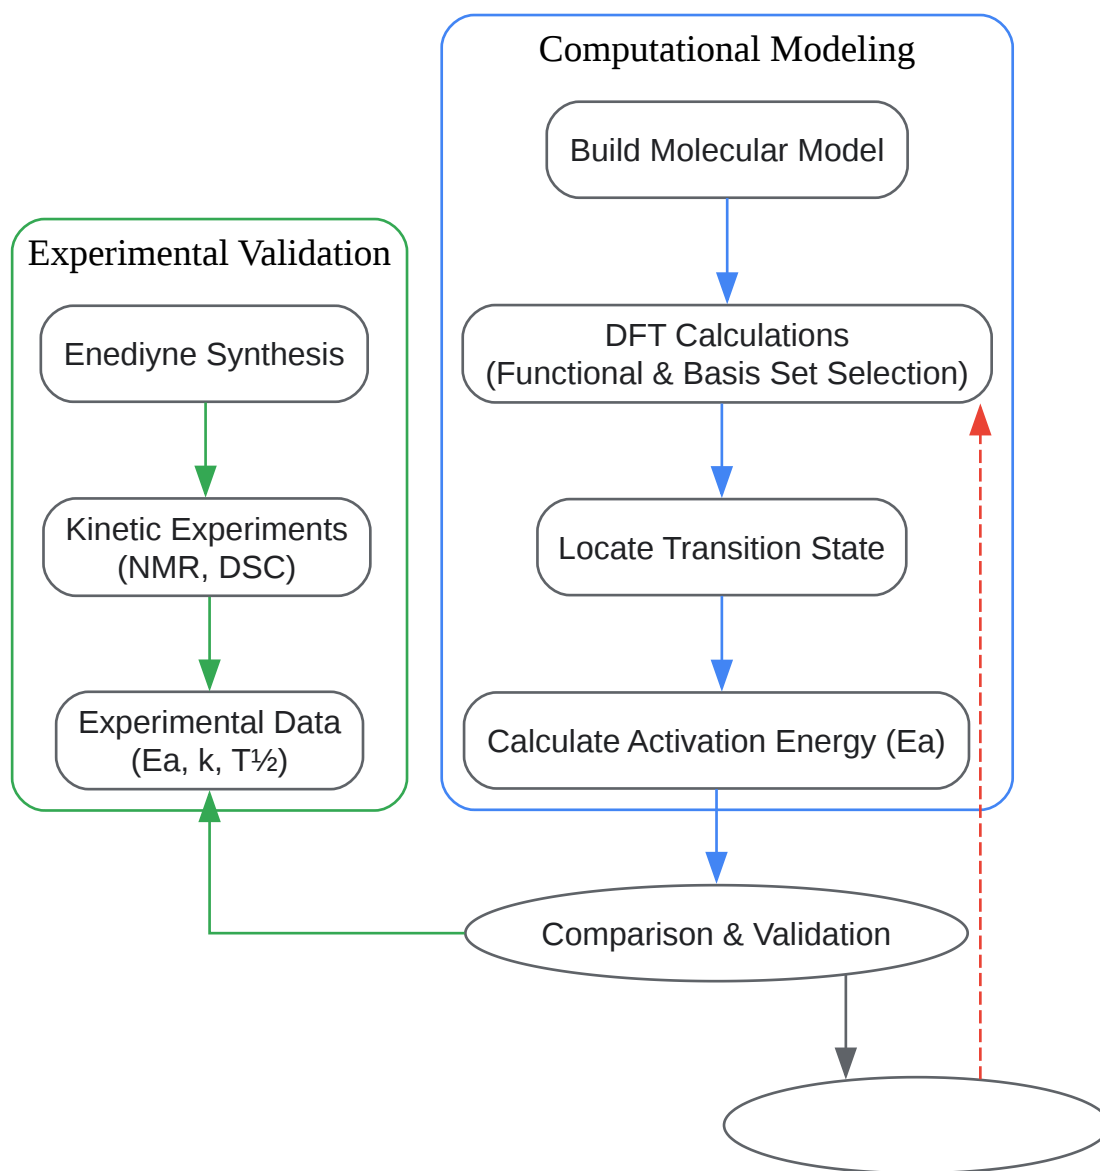 Computational Modeling
Build Molecular Model
Experimental Validation
Enediyne Synthesis
DFT Calculations
(Functional & Basis Set Selection)
Kinetic Experiments
(NMR, DSC)
Locate Transition State
Experimental Data
(Ea, k, T½)
Calculate Activation Energy (Ea)
Comparison & Validation